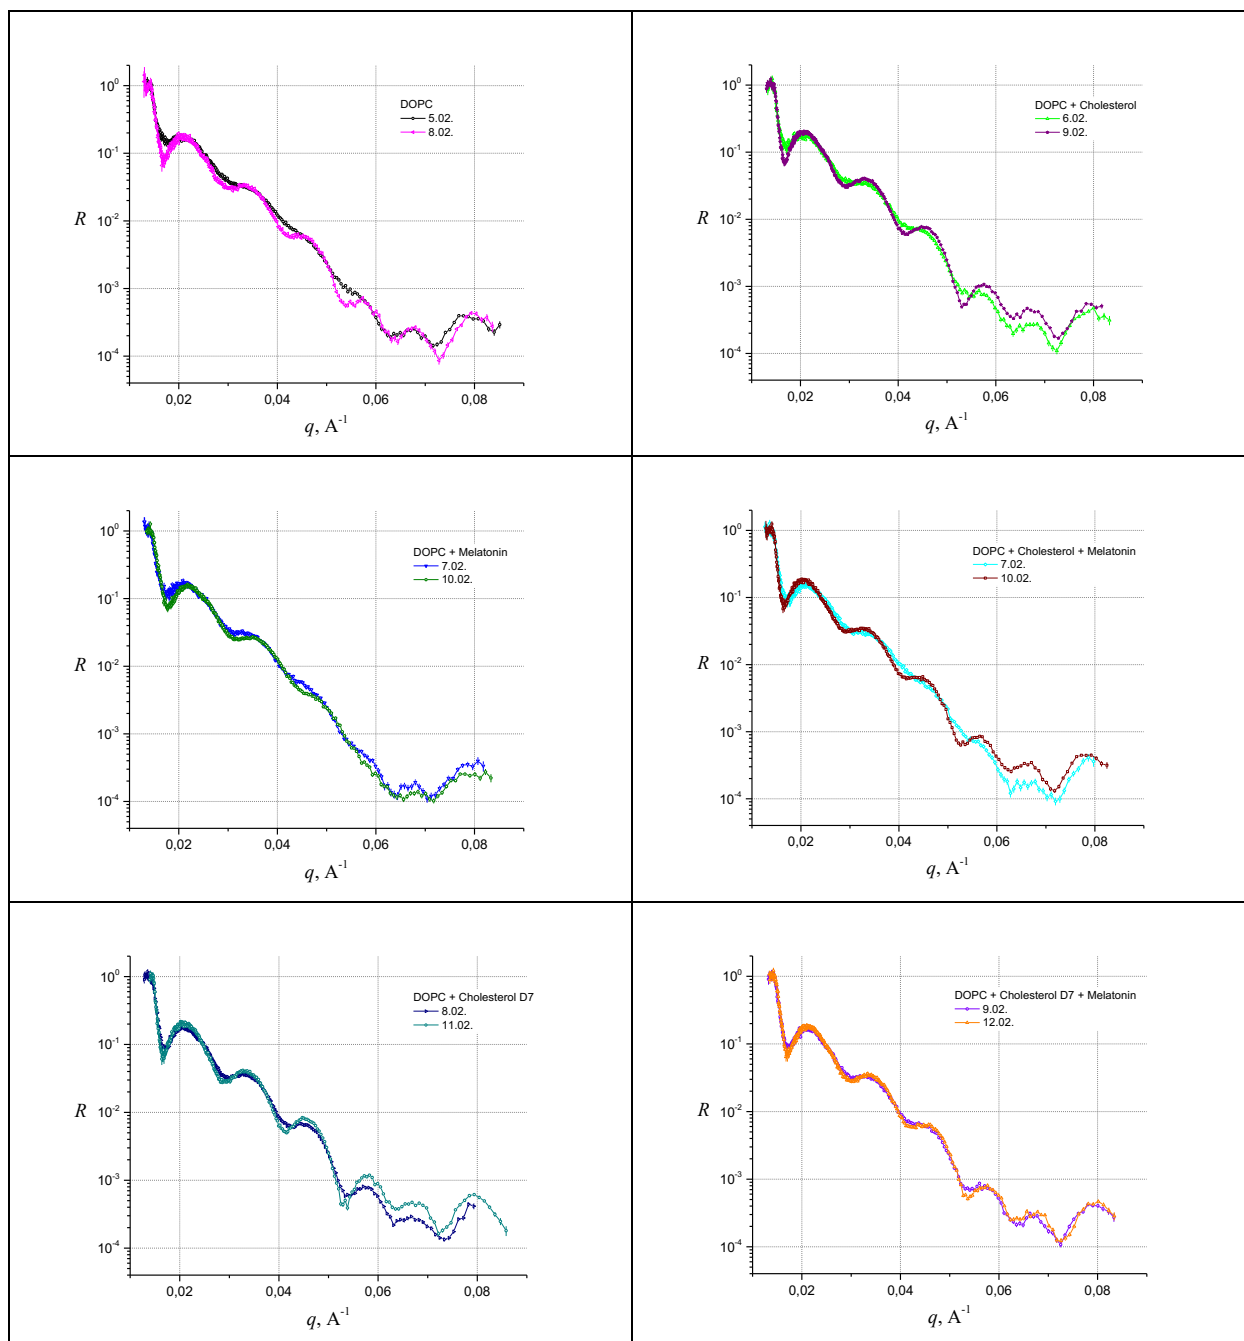 DOPC
5.02.
8.02.
10⁰
10⁻¹
10⁻²
10⁻³
10⁻⁴
R
0,02 0,04 0,06 0,08
q, A⁻¹
DOPC + Cholesterol
6.02.
9.02.
10⁰
10⁻¹
10⁻²
10⁻³
10⁻⁴
R
0,02 0,04 0,06 0,08
q, A⁻¹
DOPC + Melatonin
7.02.
10.02.
10⁰
10⁻¹
10⁻²
10⁻³
10⁻⁴
R
0,02 0,04 0,06 0,08
q, A⁻¹
DOPC + Cholesterol + Melatonin
7.02.
10.02.
10⁰
10⁻¹
10⁻²
10⁻³
10⁻⁴
R
0,02 0,04 0,06 0,08
q, A⁻¹
DOPC + Cholesterol D7
8.02.
11.02.
10⁰
10⁻¹
10⁻²
10⁻³
10⁻⁴
R
0,02 0,04 0,06 0,08
q, A⁻¹
DOPC + Cholesterol D7 + Melatonin
9.02.
12.02.
10⁰
10⁻¹
10⁻²
10⁻³
10⁻⁴
R
0,02 0,04 0,06 0,08
q, A⁻¹